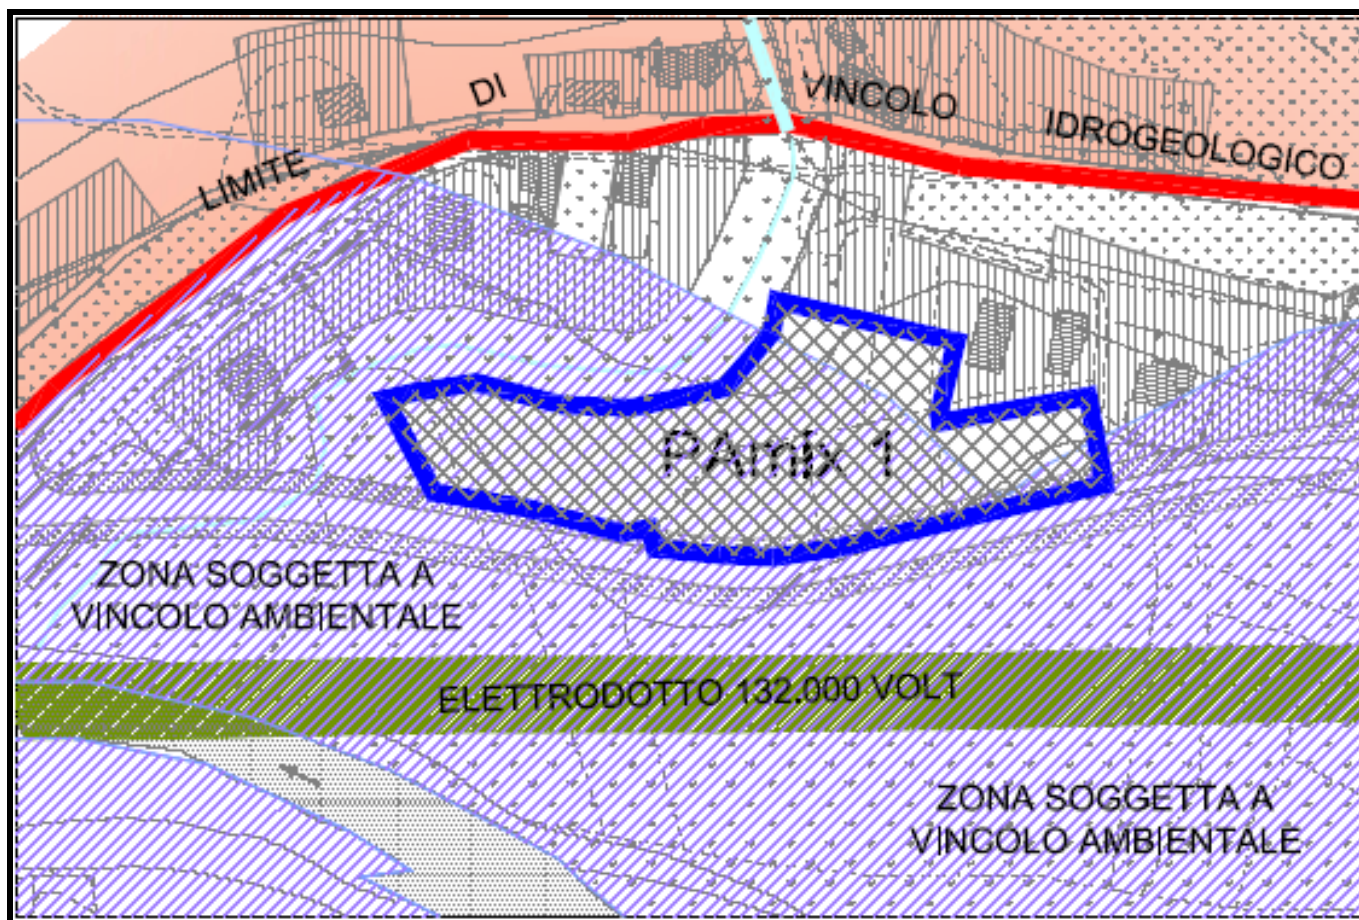 LIMITE DI VINCOLO IDROGEOLOGICO
PAmix 1
ZONA SOGGETTA A
VINCOLO AMBIENTALE
ELETTRODOTTO 132.000 VOLT
ZONA SOGGETTA A
VINCOLO AMBIENTALE